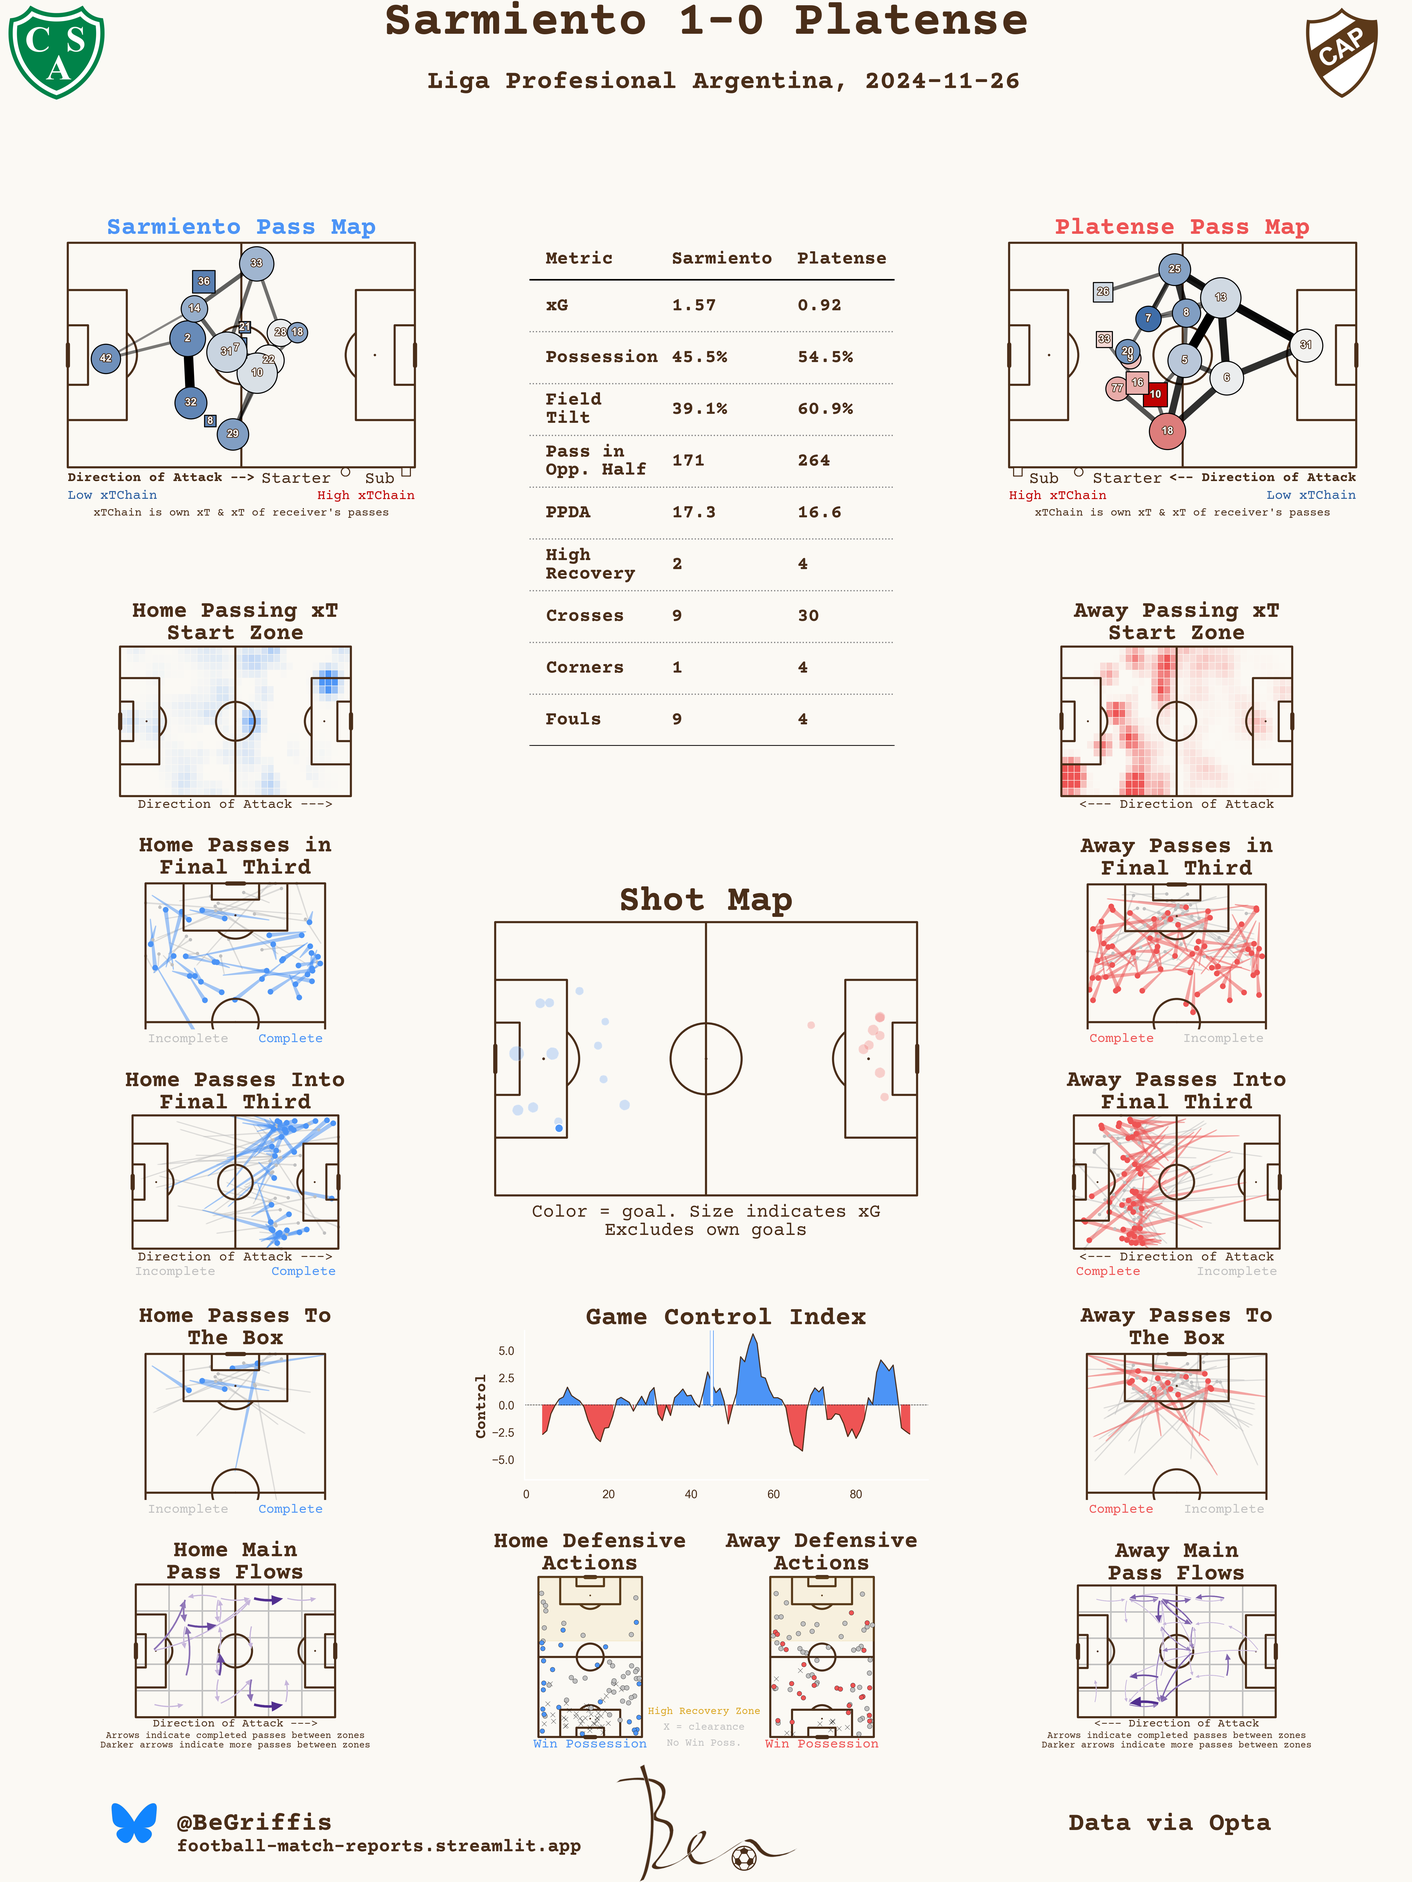 Sarmiento 1-0 Platense
Liga Profesional Argentina, 2024-11-26
C S
A
CAP
Sarmiento Pass Map
36
33
14
21
2
28
18
42
31
7
22
10
32
8
29
Direction of Attack --> Starter Sub
Low xTChain High xTChain
xTChain is own xT & xT of receiver's passes
Metric Sarmiento Platense
xG 1.57 0.92
Possession 45.5% 54.5%
Field
Tilt 39.1% 60.9%
Pass in
Opp. Half 171 264
PPDA 17.3 16.6
High
Recovery 2 4
Crosses 9 30
Corners 1 4
Fouls 9 4
Platense Pass Map
25
26
13
7
8
33
20
9
5
31
6
77
16
10
18
Sub Starter <-- Direction of Attack
High xTChain Low xTChain
xTChain is own xT & xT of receiver's passes
Home Passing xT
Start Zone
Direction of Attack --->
Away Passing xT
Start Zone
<--- Direction of Attack
Home Passes in
Final Third
Incomplete Complete
Away Passes in
Final Third
Complete Incomplete
Shot Map
Color = goal. Size indicates xG
Excludes own goals
Home Passes Into
Final Third
Direction of Attack --->
Incomplete Complete
Away Passes Into
Final Third
<--- Direction of Attack
Complete Incomplete
Home Passes To
The Box
Incomplete Complete
Game Control Index
Control
5.0
2.5
0.0
−2.5
−5.0
0 20 40 60 80
Away Passes To
The Box
Complete Incomplete
Home Main
Pass Flows
Direction of Attack --->
Arrows indicate completed passes between zones
Darker arrows indicate more passes between zones
Home Defensive
Actions
Win Possession
Away Defensive
Actions
Win Possession
High Recovery Zone
X = clearance
No Win Poss.
Away Main
Pass Flows
<--- Direction of Attack
Arrows indicate completed passes between zones
Darker arrows indicate more passes between zones
@BeGriffis
football-match-reports.streamlit.app
Ben
Data via Opta